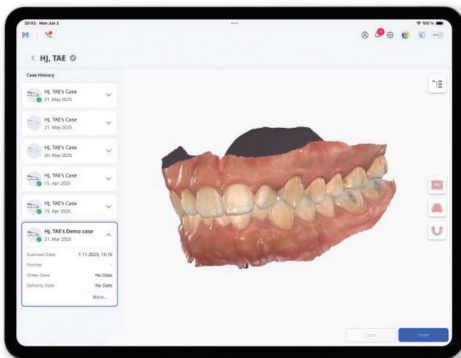 20:03 Mon Jun 2
100%
HJ, TAE
Case History
HJ, TAE's Case
21. May 2025
HJ, TAE's Case
21. May 2025
HJ, TAE's Case
20. May 2025
HJ, TAE's Case
15. Apr 2025
HJ, TAE's Case
15. Apr 2025
HJ, TAE's Demo case
21. Mar 2025
Scanned Date 1.11.2023, 15:16
Partner -
Order Date No Date
Delivery Date No Date
More...
Order